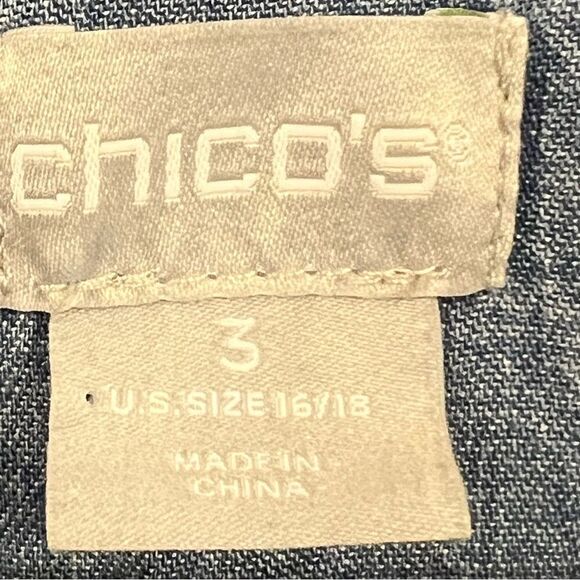 chico's®
3
U.S. SIZE 16/18
MADE IN
CHINA